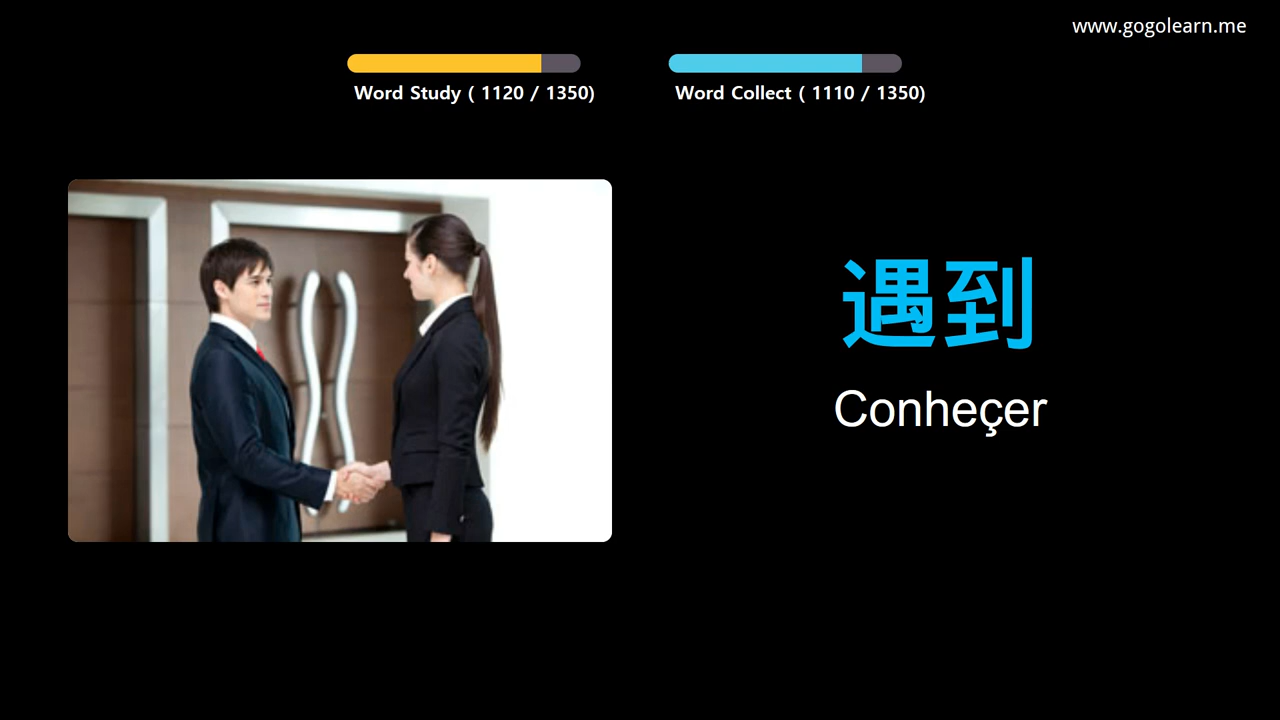 www.gogolearn.me
Word Study ( 1120 / 1350)
Word Collect ( 1110 / 1350)
遇到
Conheçer